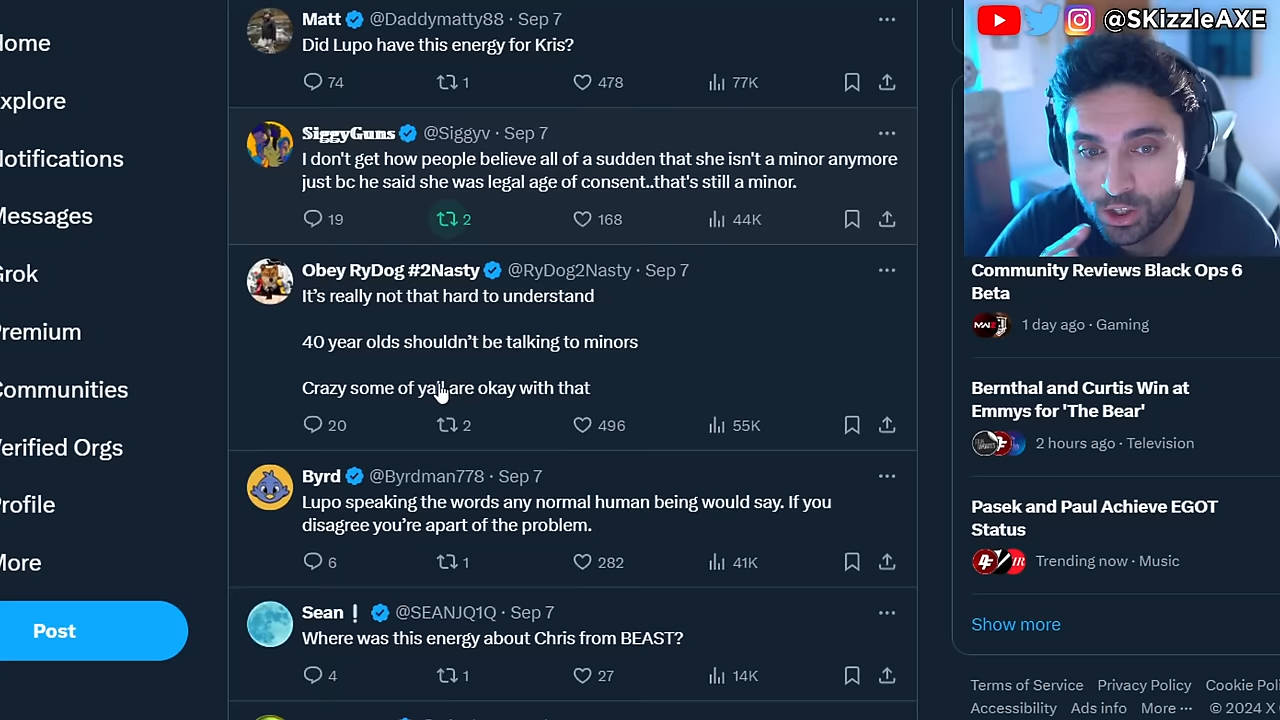 Matt @Daddymatty88 · Sep 7
@SKizzleAXE
ome
Did Lupo have this energy for Kris?
74 1 478 77K
xplore
SiggyGuns @Siggyv · Sep 7
otifications
I don't get how people believe all of a sudden that she isn't a minor anymore
just bc he said she was legal age of consent..that's still a minor.
essages
19 2 168 44K
rok
Obey RyDog #2Nasty @RyDog2Nasty · Sep 7
It's really not that hard to understand
Community Reviews Black Ops 6
Beta
1 day ago · Gaming
remium
40 year olds shouldn't be talking to minors
ommunities
Crazy some of ya'll are okay with that
Bernthal and Curtis Win at
Emmys for 'The Bear'
20 2 496 55K
2 hours ago · Television
erified Orgs
Byrd @Byrdman778 · Sep 7
rofile
Lupo speaking the words any normal human being would say. If you
disagree you're apart of the problem.
Pasek and Paul Achieve EGOT
Status
Trending now · Music
ore
6 1 282 41K
Post
Sean ! @SEANJQ1Q · Sep 7
Where was this energy about Chris from BEAST?
Show more
4 1 27 14K
Terms of Service Privacy Policy Cookie Poli
Accessibility Ads info More ··· © 2024 X